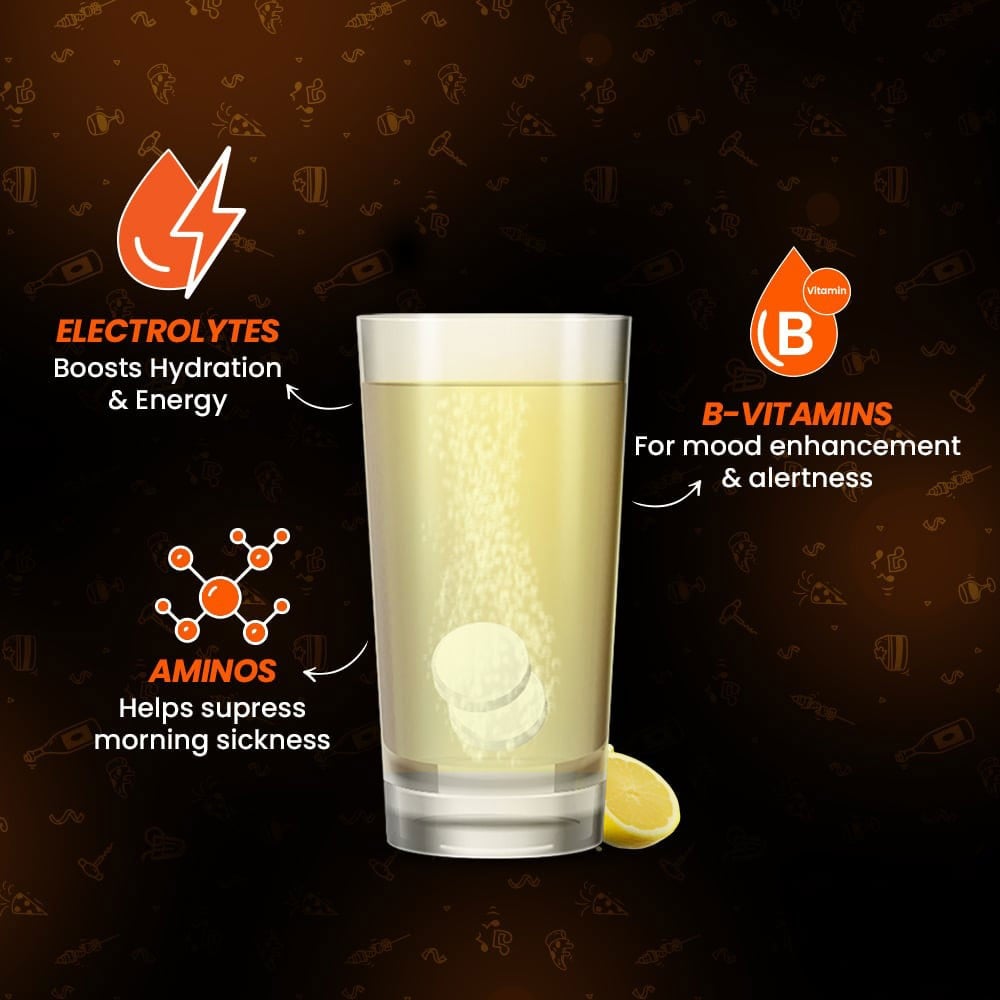 ELECTROLYTES
Boosts Hydration
& Energy
Vitamin
B
B-VITAMINS
For mood enhancement
& alertness
AMINOS
Helps supress
morning sickness